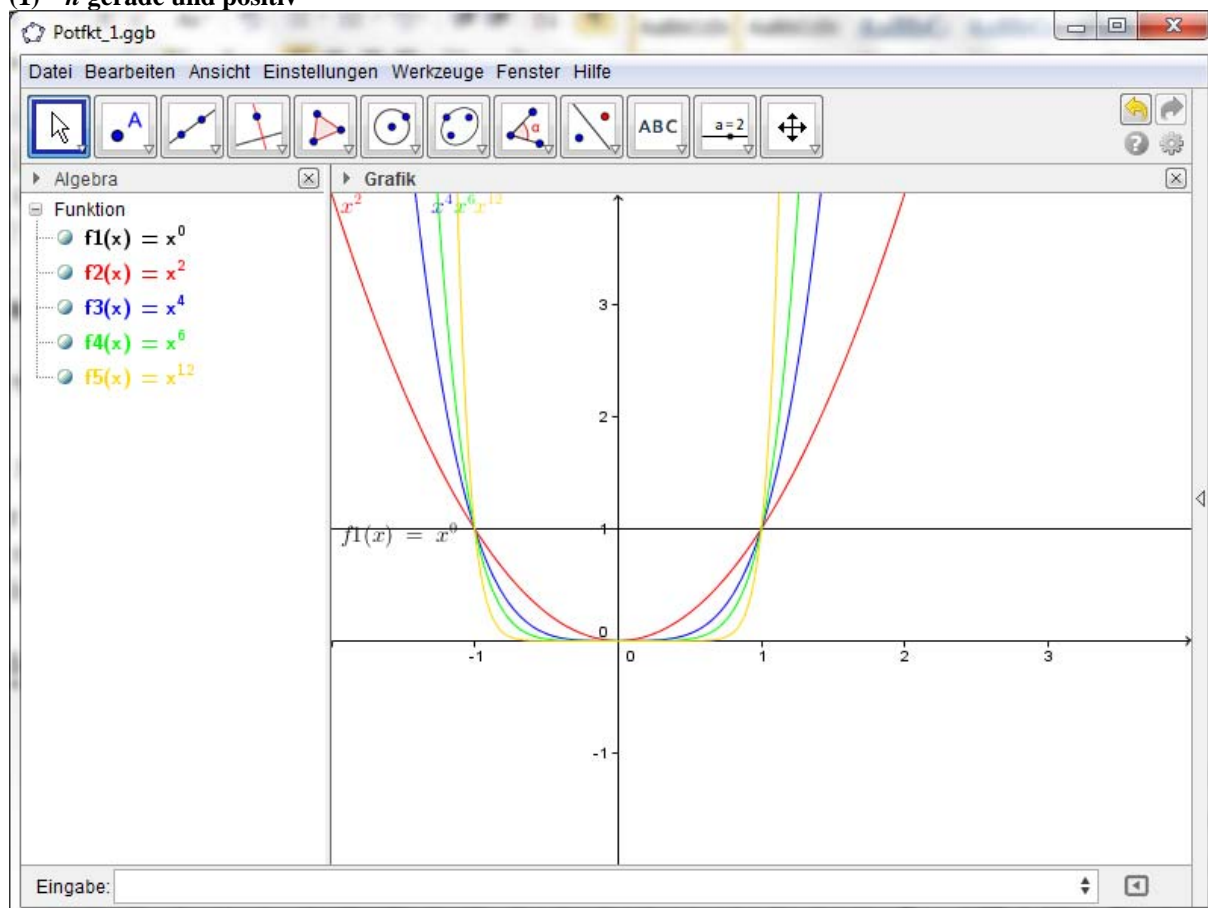 (1) n gerade und positiv
Potfkt_1.ggb
Datei Bearbeiten Ansicht Einstellungen Werkzeuge Fenster Hilfe
A
α
ABC
a=2
Algebra
Grafik
Funktion
f1(x) = x⁰
f2(x) = x²
f3(x) = x⁴
f4(x) = x⁶
f5(x) = x¹²
x² x⁴ x⁶ x¹²
3
2
f1(x) = x⁰ 1
0
-1 0 1 2 3
-1
Eingabe: